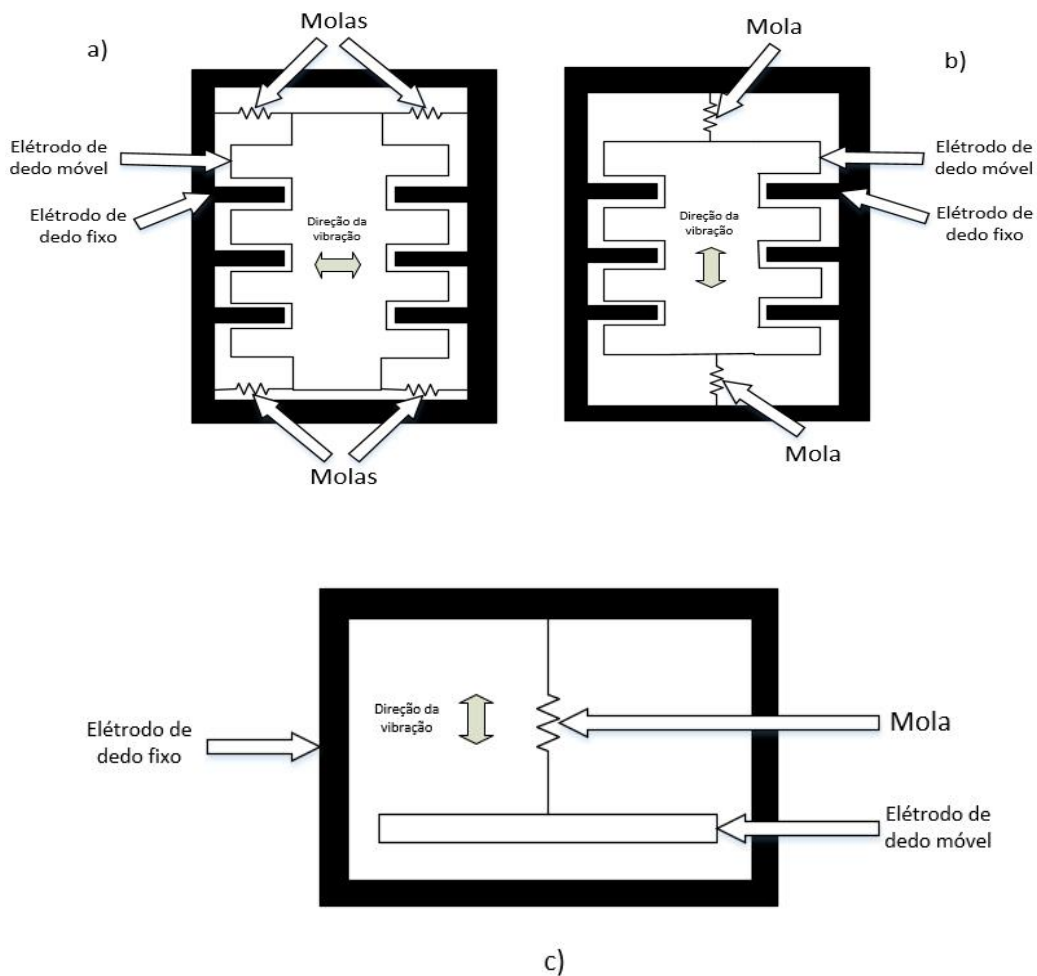 Molas
a)
Elétrodo de
dedo móvel
Elétrodo de
dedo fixo
Direção da
vibração
Molas
Mola
b)
Elétrodo de
dedo móvel
Elétrodo de
dedo fixo
Direção da
vibração
Mola
Direção da
vibração
Elétrodo de
dedo fixo
Mola
Elétrodo de
dedo móvel
c)